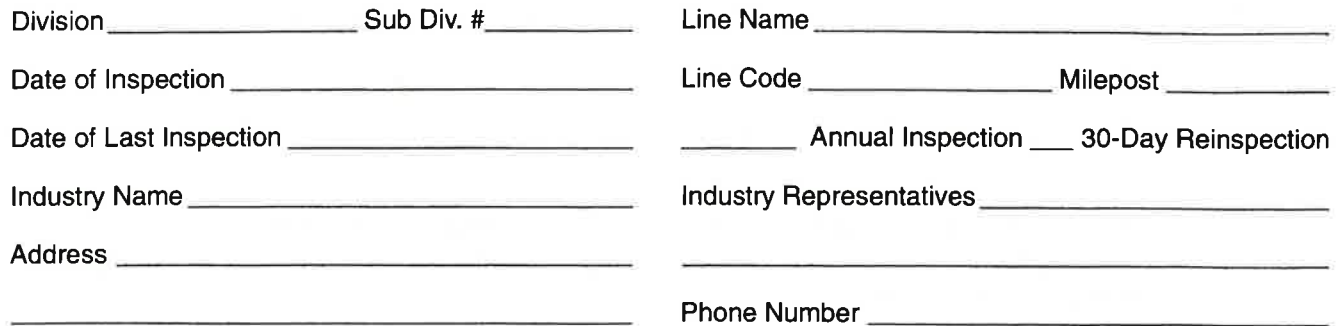 Division Sub Div. # Line Name
Date of Inspection Line Code Milepost
Date of Last Inspection Annual Inspection 30-Day Reinspection
Industry Name Industry Representatives
Address
Phone Number